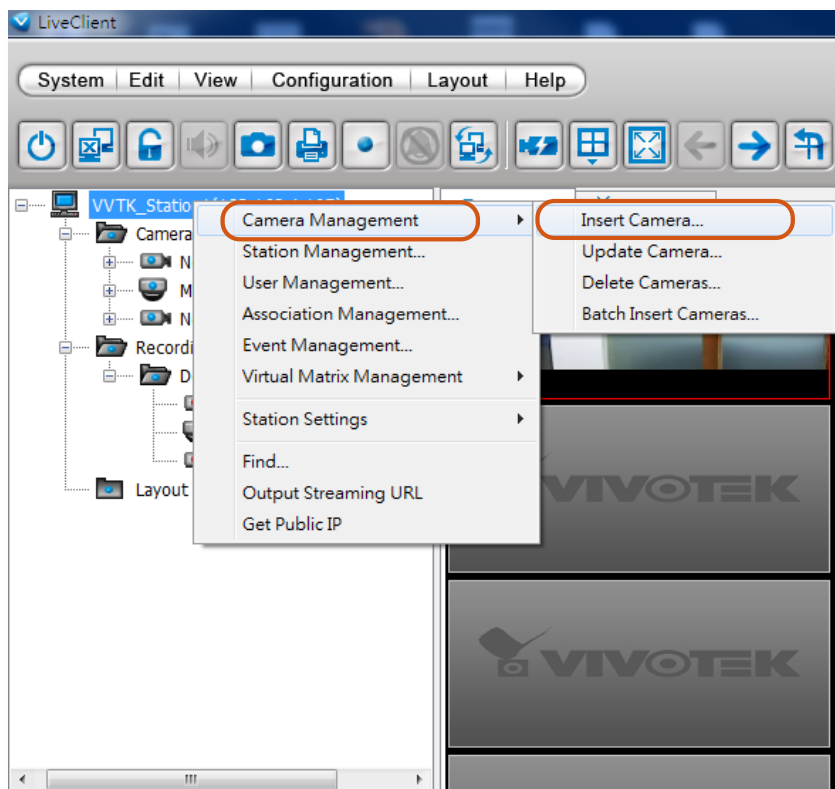 LiveClient
System Edit View Configuration Layout Help
Camera
N
M
N
Recordi
D
Layout
Camera Management
Station Management...
User Management...
Association Management...
Event Management...
Virtual Matrix Management
Station Settings
Find...
Output Streaming URL
Get Public IP
Insert Camera...
Update Camera...
Delete Cameras...
Batch Insert Cameras...
VIVOTEK
VIVOTEK